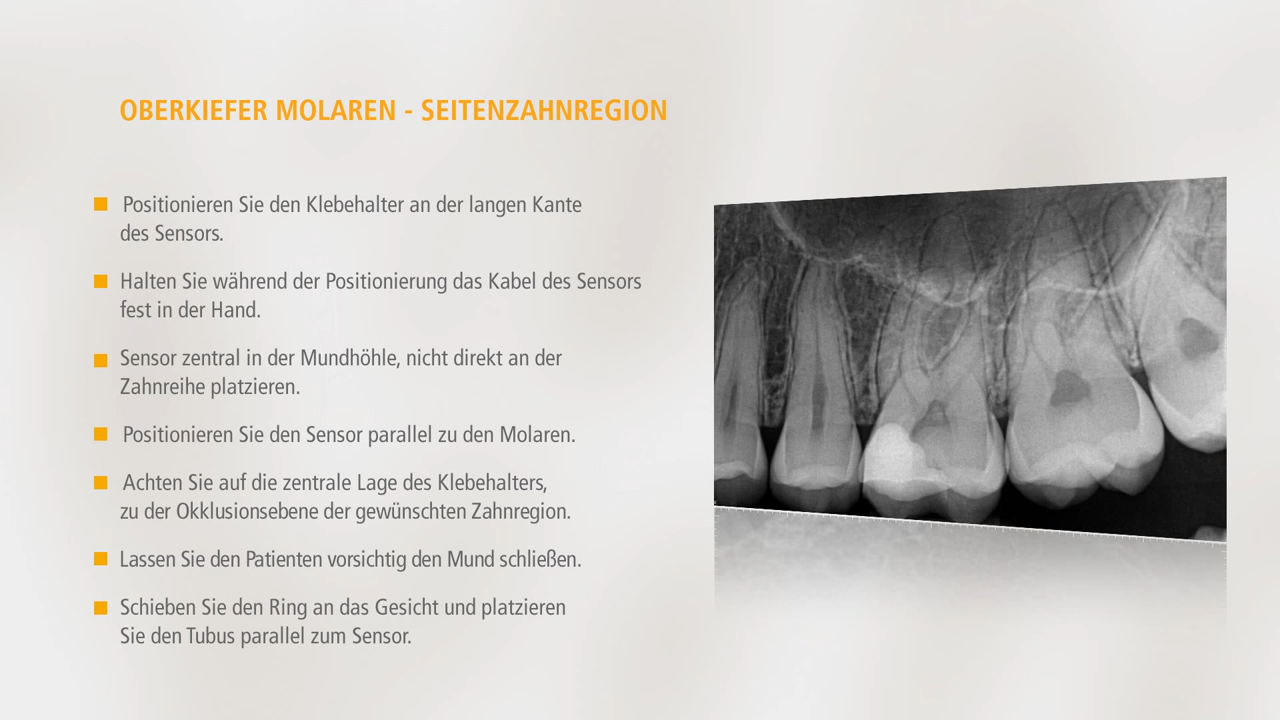 OBERKIEFER MOLAREN - SEITENZAHNREGION
Positionieren Sie den Klebehalter an der langen Kante
des Sensors.
Halten Sie während der Positionierung das Kabel des Sensors
fest in der Hand.
Sensor zentral in der Mundhöhle, nicht direkt an der
Zahnreihe platzieren.
Positionieren Sie den Sensor parallel zu den Molaren.
Achten Sie auf die zentrale Lage des Klebehalters,
zu der Okklusionsebene der gewünschten Zahnregion.
Lassen Sie den Patienten vorsichtig den Mund schließen.
Schieben Sie den Ring an das Gesicht und platzieren
Sie den Tubus parallel zum Sensor.